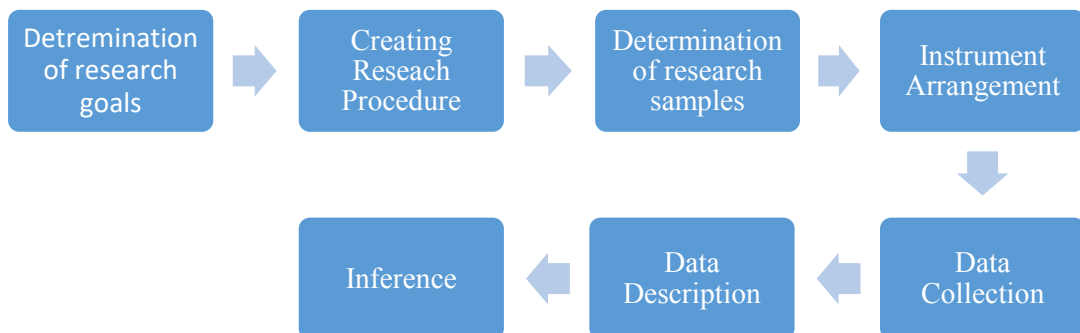 Detremination
of research
goals
Creating
Reseach
Procedure
Determination
of research
samples
Instrument
Arrangement
Data
Collection
Data
Description
Inference